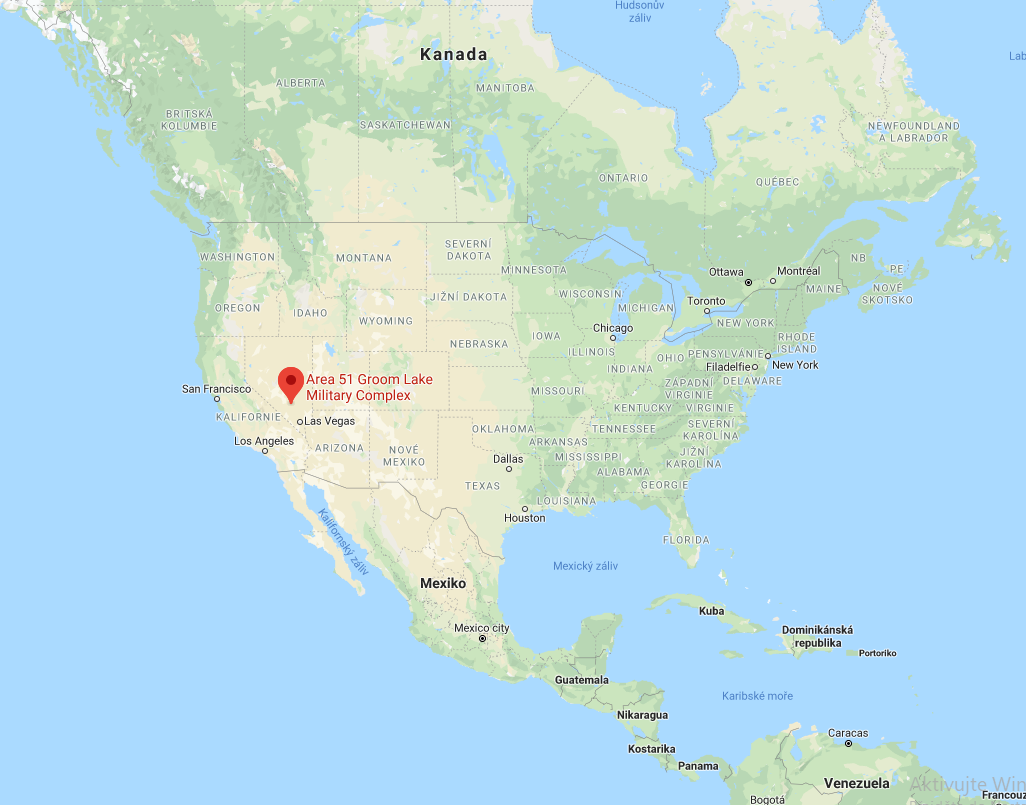 Hudsonův
záliv
Kanada
Lab
ALBERTA
MANITOBA
BRITSKÁ
KOLUMBIE
SASKATCHEWAN
NEWFOUNDLAND
A LABRADOR
ONTARIO
QUÉBEC
WASHINGTON
MONTANA
SEVERNÍ
DAKOTA
MINNESOTA
NB
PE
Ottawa
Montréal
MAINE
NOVÉ
SKOTSKO
OREGON
IDAHO
WYOMING
JIŽNÍ DAKOTA
WISCONSIN
MICHIGAN
Toronto
NEW YORK
Chicago
IOWA
NEBRASKA
ILLINOIS
INDIANA
OHIO
PENSYLVÁNIE
RHODE
ISLAND
New York
Filadelfie
DELAWARE
Area 51 Groom Lake
Military Complex
San Francisco
KALIFORNIE
Las Vegas
Los Angeles
MISSOURI
ZÁPADNÍ
VIRGINIE
KENTUCKY
VIRGINIE
OKLAHOMA
TENNESSEE
SEVERNÍ
KAROLÍNA
ARKANSAS
ARIZONA
NOVÉ
MEXIKO
Dallas
MISSISSIPPI
JIŽNÍ
KAROLÍNA
ALABAMA
GEORGIE
TEXAS
LOUISIANA
Houston
FLORIDA
Kalifornský záliv
Mexický záliv
Mexiko
Mexico city
Kuba
Dominikánská
republika
Portoriko
Guatemala
Karibské moře
Nikaragua
Kostarika
Panama
Caracas
Venezuela
Bogotá
Aktivujte Win
Francouz